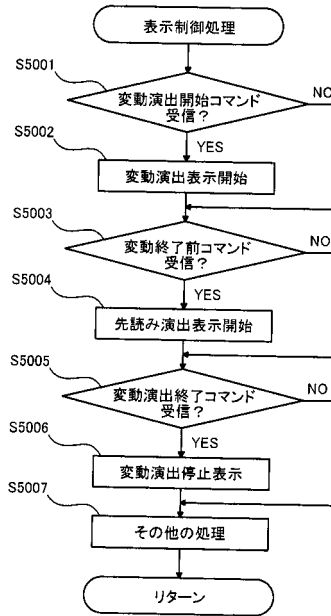 表示制御処理
S5001
変動演出開始コマンド
受信？
NO
YES
S5002
変動演出表示開始
S5003
変動終了前コマンド
受信？
NO
YES
S5004
先読み演出表示開始
S5005
変動演出終了コマンド
受信？
NO
YES
S5006
変動演出停止表示
S5007
その他の処理
リターン